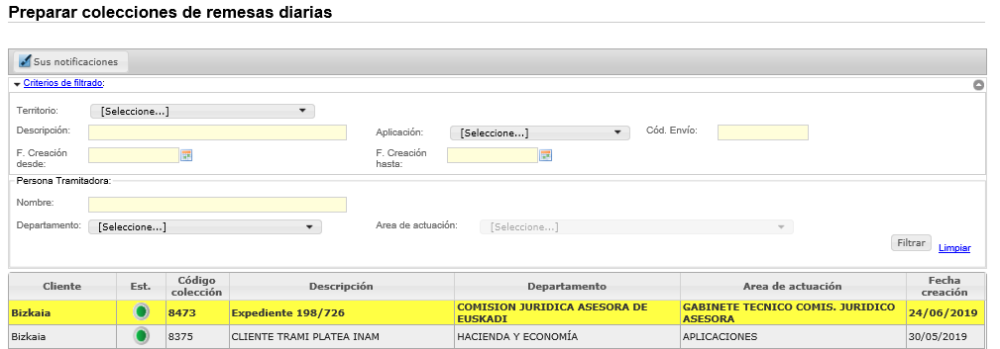 Preparar colecciones de remesas diarias
Sus notificaciones
Criterios de filtrado:
Territorio: [Seleccione...]
Descripción: Aplicación: [Seleccione...] Cód. Envío:
F. Creación desde: F. Creación hasta:
Persona Tramitadora:
Nombre:
Departamento: [Seleccione...] Area de actuación: [Seleccione...]
Filtrar Limpiar
Cliente Est. Código colección Descripción Departamento Area de actuación Fecha creación
Bizkaia 8473 Expediente 198/726 COMISION JURIDICA ASESORA DE EUSKADI GABINETE TECNICO COMIS. JURIDICO ASESORA 24/06/2019
Bizkaia 8375 CLIENTE TRAMI PLATEA INAM HACIENDA Y ECONOMÍA APLICACIONES 30/05/2019